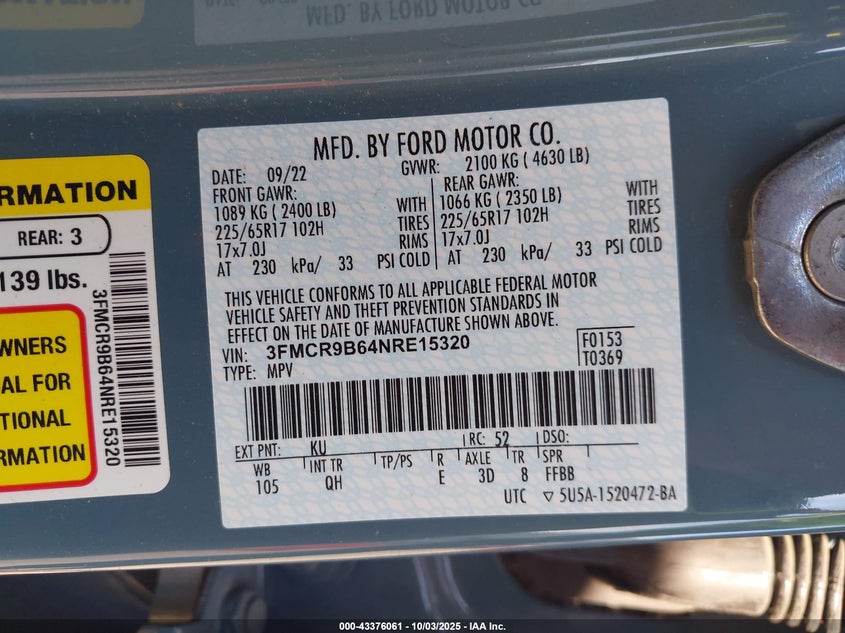 MFD. BY FORD MOTOR CO.
MFD. BY FORD MOTOR CO.
DATE: 09/22
GVWR: 2100 KG ( 4630 LB)
FRONT GAWR:
1089 KG ( 2400 LB) WITH
225/65R17 102H TIRES
17x7.0J RIMS
AT 230 kPa/ 33 PSI COLD
REAR GAWR:
1066 KG ( 2350 LB) WITH
225/65R17 102H TIRES
17x7.0J RIMS
AT 230 kPa/ 33 PSI COLD
THIS VEHICLE CONFORMS TO ALL APPLICABLE FEDERAL MOTOR
VEHICLE SAFETY AND THEFT PREVENTION STANDARDS IN
EFFECT ON THE DATE OF MANUFACTURE SHOWN ABOVE.
VIN: 3FMCR9B64NRE15320
TYPE: MPV
F0153
T0369
EXT PNT: KU RC: 52 DSO:
WB INT TR TP/PS R AXLE TR SPR
105 QH E 3D 8 FFBB
UTC ▽ 5U5A-1520472-BA
ORMATION
REAR: 3
139 lbs.
WNERS
AL FOR
TIONAL
ORMATION
3FMCR9B64NRE15320
000-43376061 - 10/03/2025 - IAA Inc.